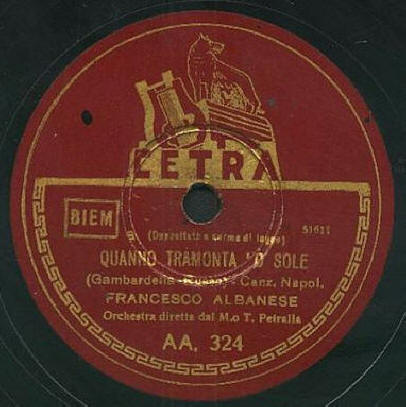 CETRA
BIEM
B. (Depositato a norma di legge) 51621
QUANNO TRAMONTA 'O SOLE
(Gambardella - Russo) - Canz. Napol.
FRANCESCO ALBANESE
Orchestra diretta dal M.o T. Petralia
AA. 324